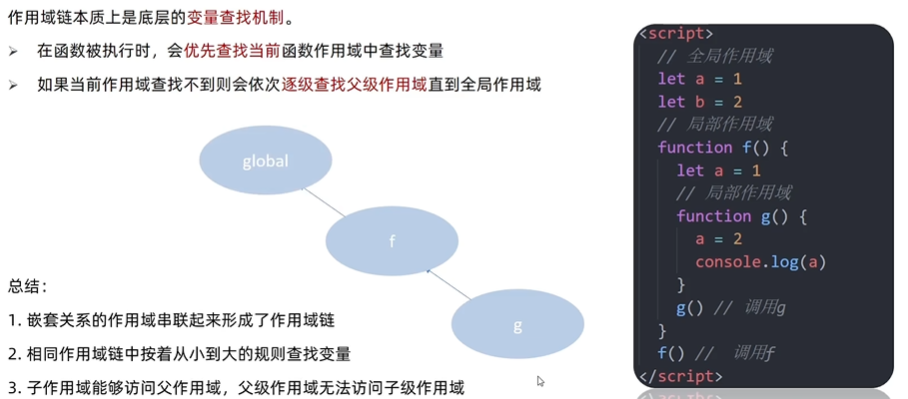 作用域链本质上是底层的变量查找机制。
➢ 在函数被执行时，会优先查找当前函数作用域中查找变量
➢ 如果当前作用域查找不到则会依次逐级查找父级作用域直到全局作用域
global
f
g
总结：
1. 嵌套关系的作用域串联起来形成了作用域链
2. 相同作用域链中按着从小到大的规则查找变量
3. 子作用域能够访问父作用域，父级作用域无法访问子级作用域
<script>
// 全局作用域
let a = 1
let b = 2
// 局部作用域
function f() {
let a = 1
// 局部作用域
function g() {
a = 2
console.log(a)
}
g() // 调用g
}
f() // 调用f
</script>